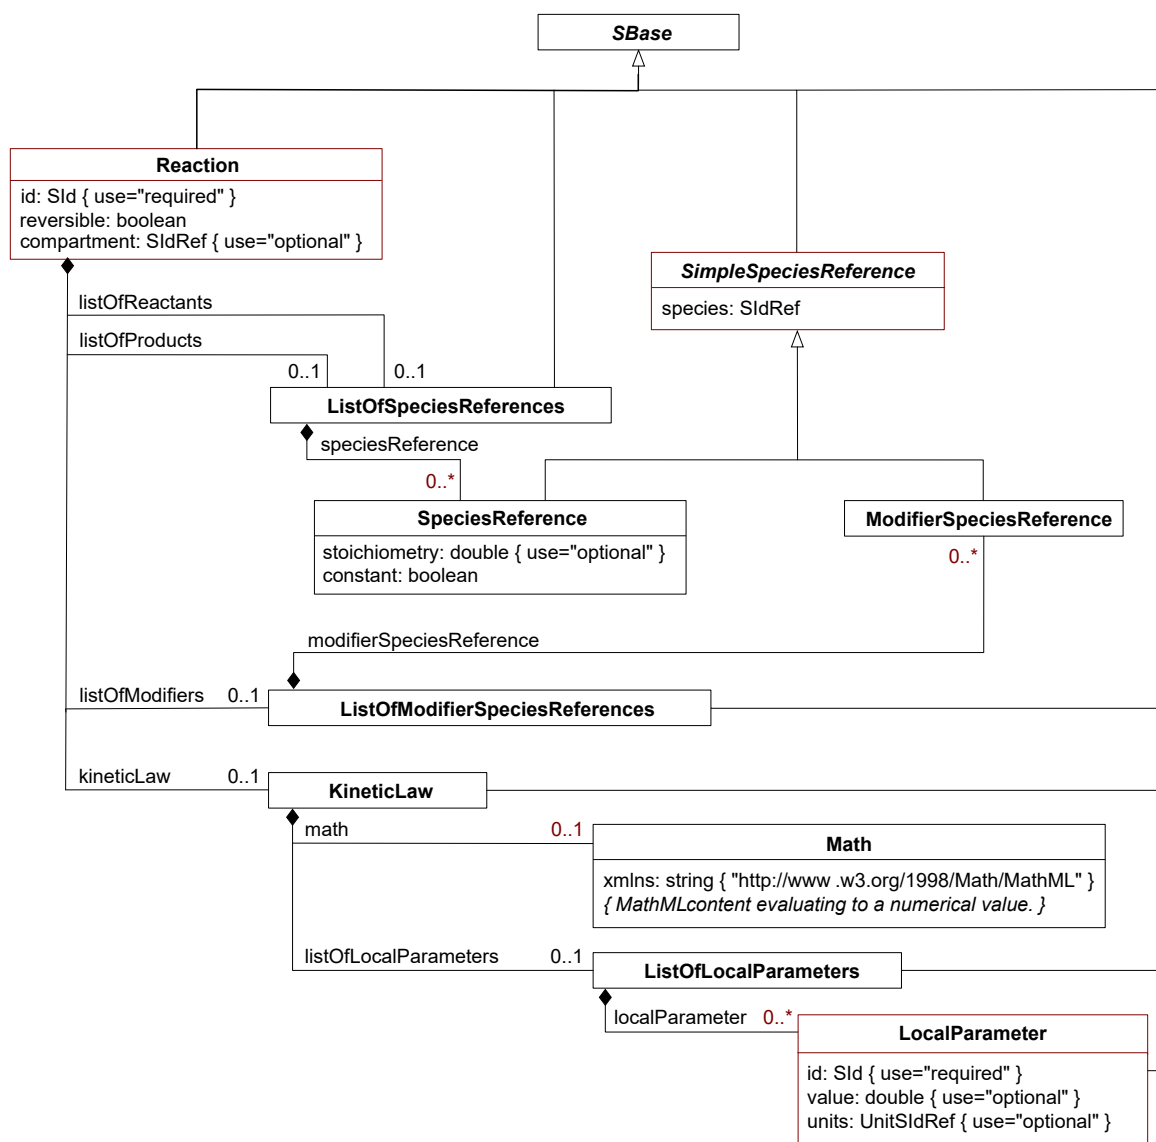 SBase
Reaction
id: SId { use="required" }
reversible: boolean
compartment: SIdRef { use="optional" }
SimpleSpeciesReference
species: SIdRef
listOfReactants
listOfProducts
0..1
0..1
ListOfSpeciesReferences
speciesReference
0..*
SpeciesReference
stoichiometry: double { use="optional" }
constant: boolean
ModifierSpeciesReference
0..*
modifierSpeciesReference
listOfModifiers 0..1
ListOfModifierSpeciesReferences
kineticLaw 0..1
KineticLaw
math 0..1
Math
xmlns: string { "http://www .w3.org/1998/Math/MathML" }
{ MathMLcontent evaluating to a numerical value. }
listOfLocalParameters 0..1
ListOfLocalParameters
localParameter 0..*
LocalParameter
id: SId { use="required" }
value: double { use="optional" }
units: UnitSIdRef { use="optional" }